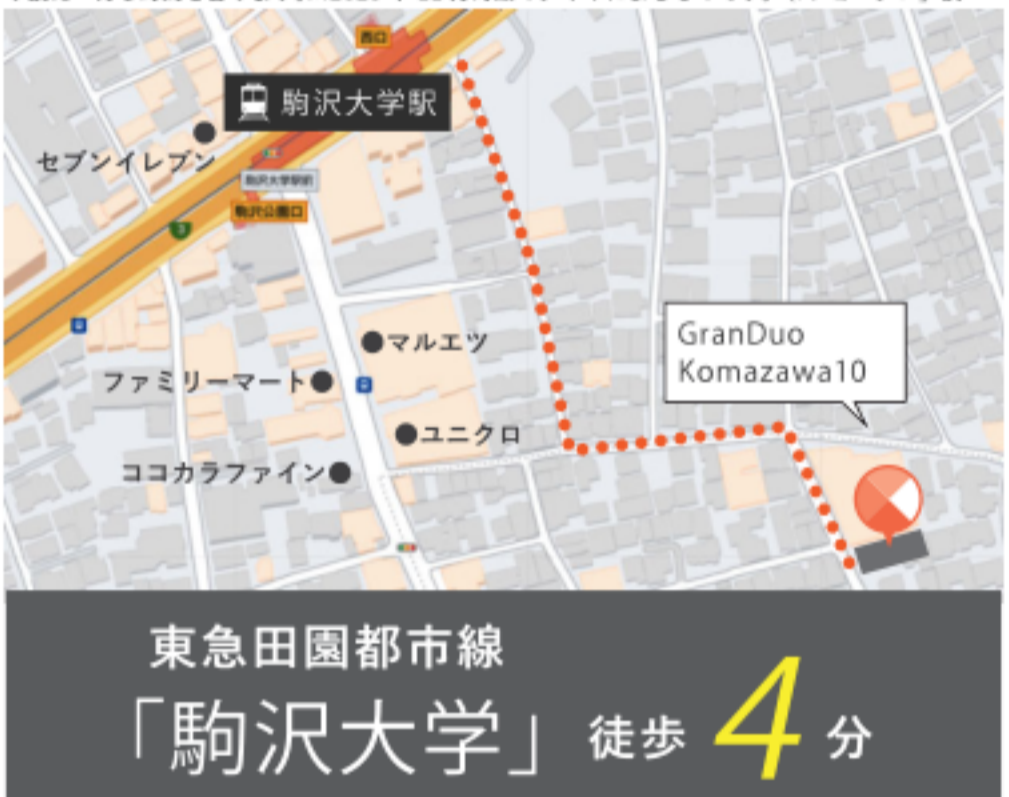 西口
駒沢大学駅
セブンイレブン
駒沢大学駅前
駒沢公園口
3
マルエツ
GranDuo
Komazawa10
ファミリーマート
ユニクロ
ココカラファイン
東急田園都市線
「駒沢大学」徒歩4分